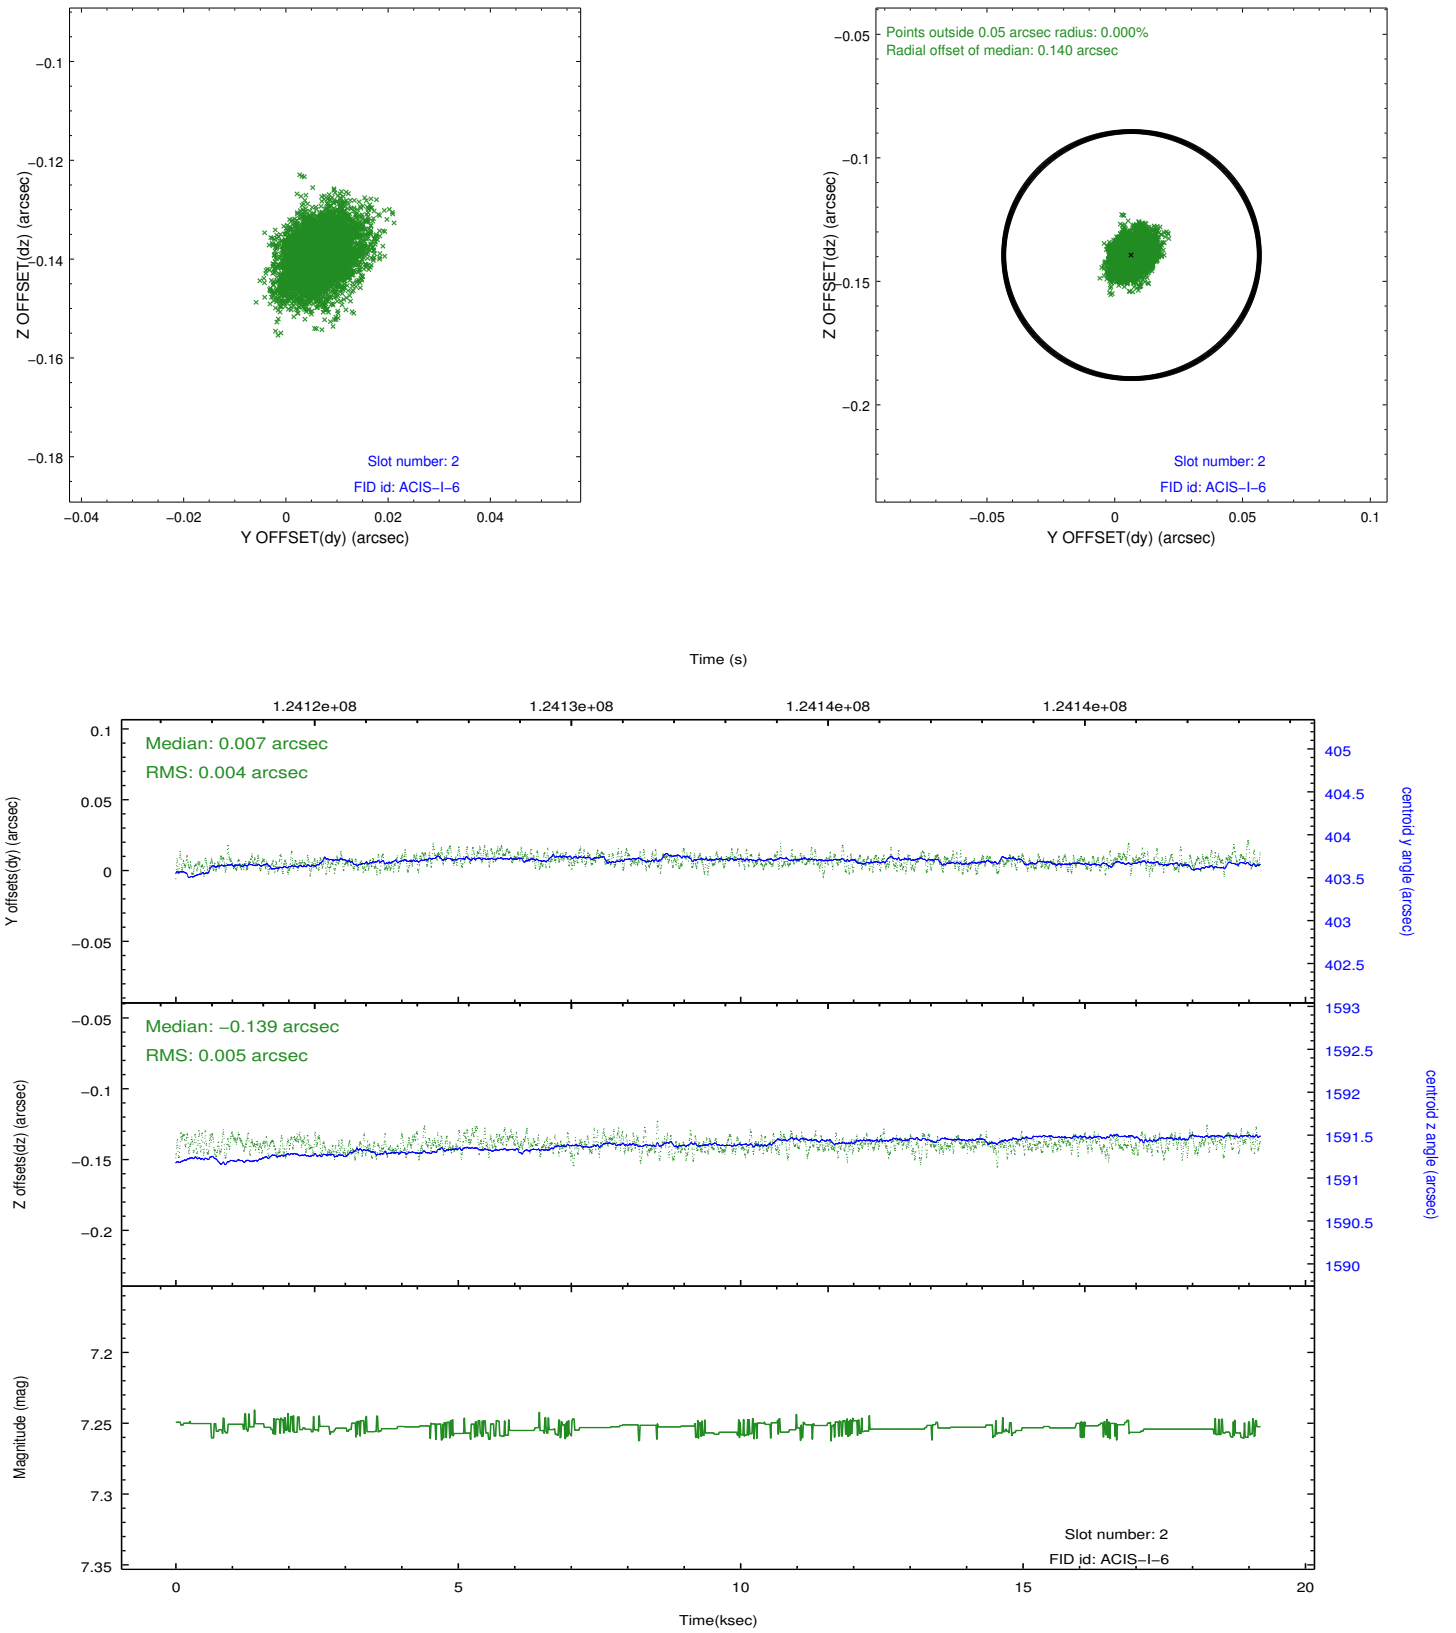 −0.1
−0.12
−0.14
−0.16
−0.18
Z OFFSET(dz) (arcsec)
Slot number: 2
FID id: ACIS−I−6
−0.04
−0.02
0
0.02
0.04
Y OFFSET(dy) (arcsec)
Points outside 0.05 arcsec radius: 0.000%
Radial offset of median: 0.140 arcsec
−0.05
−0.1
−0.15
−0.2
Z OFFSET(dz) (arcsec)
Slot number: 2
FID id: ACIS−I−6
−0.05
0
0.05
0.1
Y OFFSET(dy) (arcsec)
Time (s)
1.2412e+08
1.2413e+08
1.2414e+08
1.2414e+08
Median: 0.007 arcsec
RMS: 0.004 arcsec
0.1
0.05
0
−0.05
Y offsets(dy) (arcsec)
405
404.5
404
403.5
403
402.5
centroid y angle (arcsec)
Median: −0.139 arcsec
RMS: 0.005 arcsec
−0.05
−0.1
−0.15
−0.2
Z offsets(dz) (arcsec)
1593
1592.5
1592
1591.5
1591
1590.5
1590
centroid z angle (arcsec)
7.2
7.25
7.3
7.35
Magnitude (mag)
Slot number: 2
FID id: ACIS−I−6
0
5
10
15
20
Time(ksec)